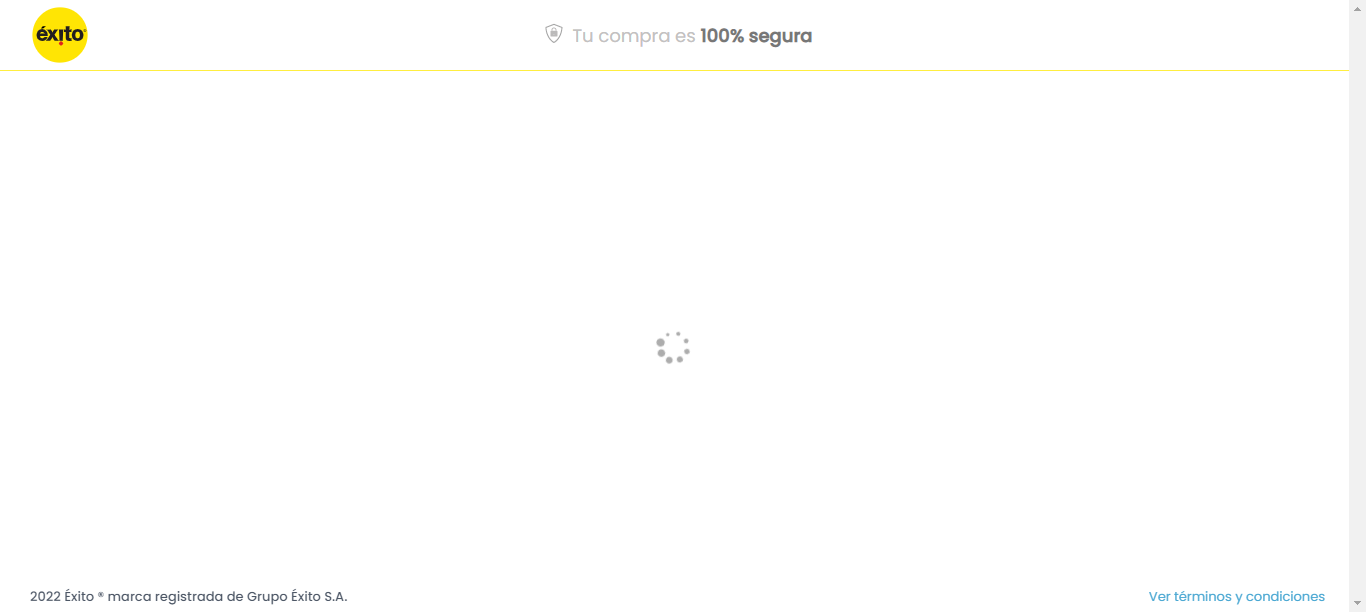 éxito
Tu compra es 100% segura
2022 Éxito ® marca registrada de Grupo Éxito S.A.
Ver términos y condiciones